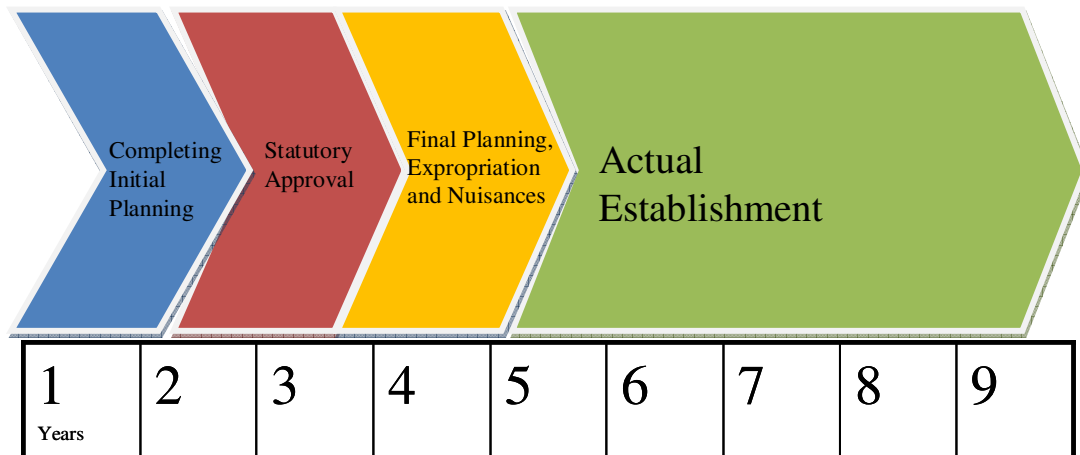 Completing
Initial
Planning
Statutory
Approval
Final Planning,
Expropriation
and Nuisances
Actual
Establishment
1 2 3 4 5 6 7 8 9
Years